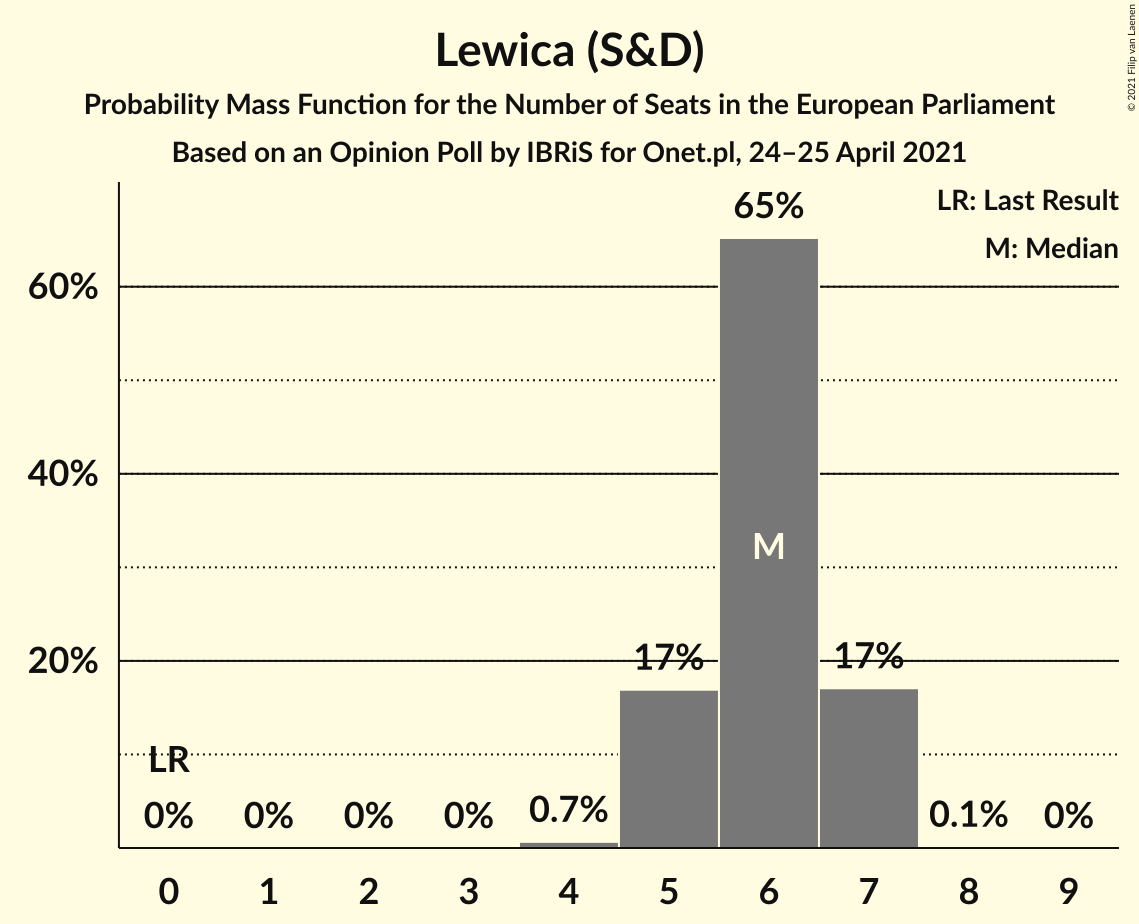 Lewica (S&D)
Probability Mass Function for the Number of Seats in the European Parliament
Based on an Opinion Poll by IBRiS for Onet.pl, 24–25 April 2021
© 2021 Filip van Laenen
LR: Last Result
M: Median
65%
60%
40%
M
20%
17%
17%
LR
0%
0%
0%
0%
0.7%
0.1%
0%
0 1 2 3 4 5 6 7 8 9